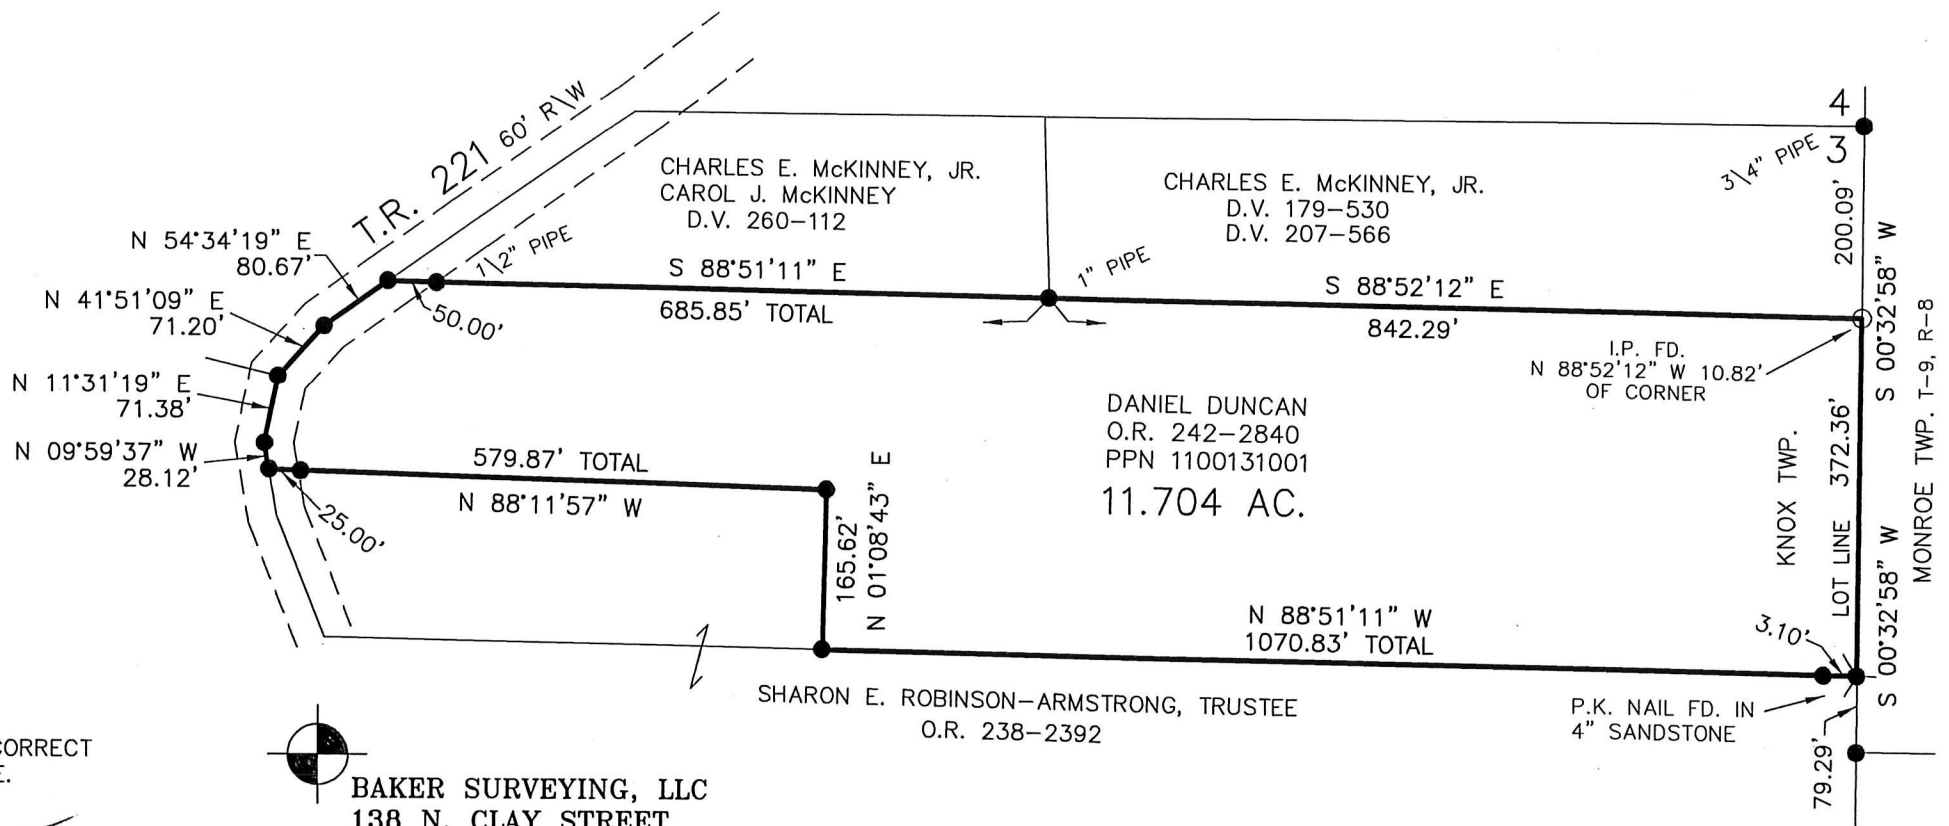 T.R. 221 60' R\W
4
3
3\4" PIPE
200.09'
S 00°32'58" W
CHARLES E. McKINNEY, JR.
CAROL J. McKINNEY
D.V. 260-112
CHARLES E. McKINNEY, JR.
D.V. 179-530
D.V. 207-566
N 54°34'19" E
80.67'
1\2" PIPE
1" PIPE
S 88°51'11" E
685.85' TOTAL
S 88°52'12" E
842.29'
50.00'
N 41°51'09" E
71.20'
I.P. FD.
N 88°52'12" W 10.82'
OF CORNER
N 11°31'19" E
71.38'
DANIEL DUNCAN
O.R. 242-2840
PPN 1100131001
11.704 AC.
N 09°59'37" W
28.12'
579.87' TOTAL
N 88°11'57" W
25.00'
165.62'
N 01°08'43" E
KNOX TWP.
LOT LINE 372.36'
S 00°32'58" W
MONROE TWP. T-9, R-8
N 88°51'11" W
1070.83' TOTAL
3.10'
SHARON E. ROBINSON-ARMSTRONG, TRUSTEE
O.R. 238-2392
P.K. NAIL FD. IN
4" SANDSTONE
79.29'
CORRECT
E.
BAKER SURVEYING, LLC
138 N. CLAY STREET